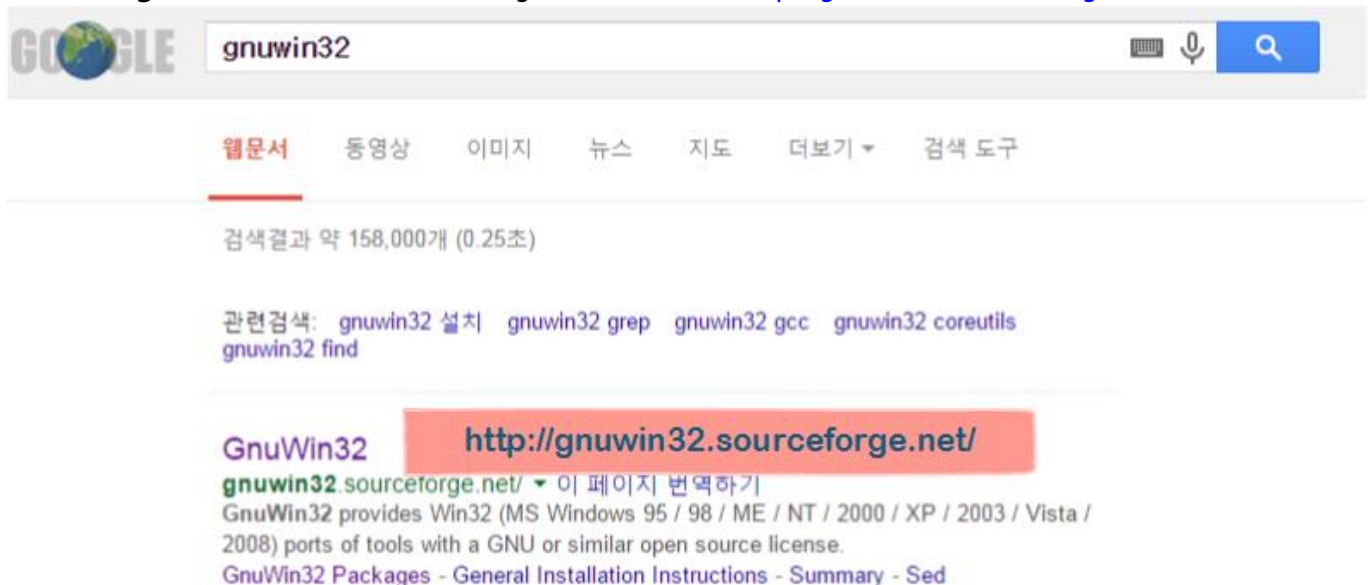 GOOGLE
gnuwin32
웹문서 동영상 이미지 뉴스 지도 더보기 검색 도구
검색결과 약 158,000개 (0.25초)
관련검색: gnuwin32 설치 gnuwin32 grep gnuwin32 gcc gnuwin32 coreutils
gnuwin32 find
GnuWin32 http://gnuwin32.sourceforge.net/
gnuwin32.sourceforge.net/ 이 페이지 번역하기
GnuWin32 provides Win32 (MS Windows 95 / 98 / ME / NT / 2000 / XP / 2003 / Vista /
2008) ports of tools with a GNU or similar open source license.
GnuWin32 Packages - General Installation Instructions - Summary - Sed